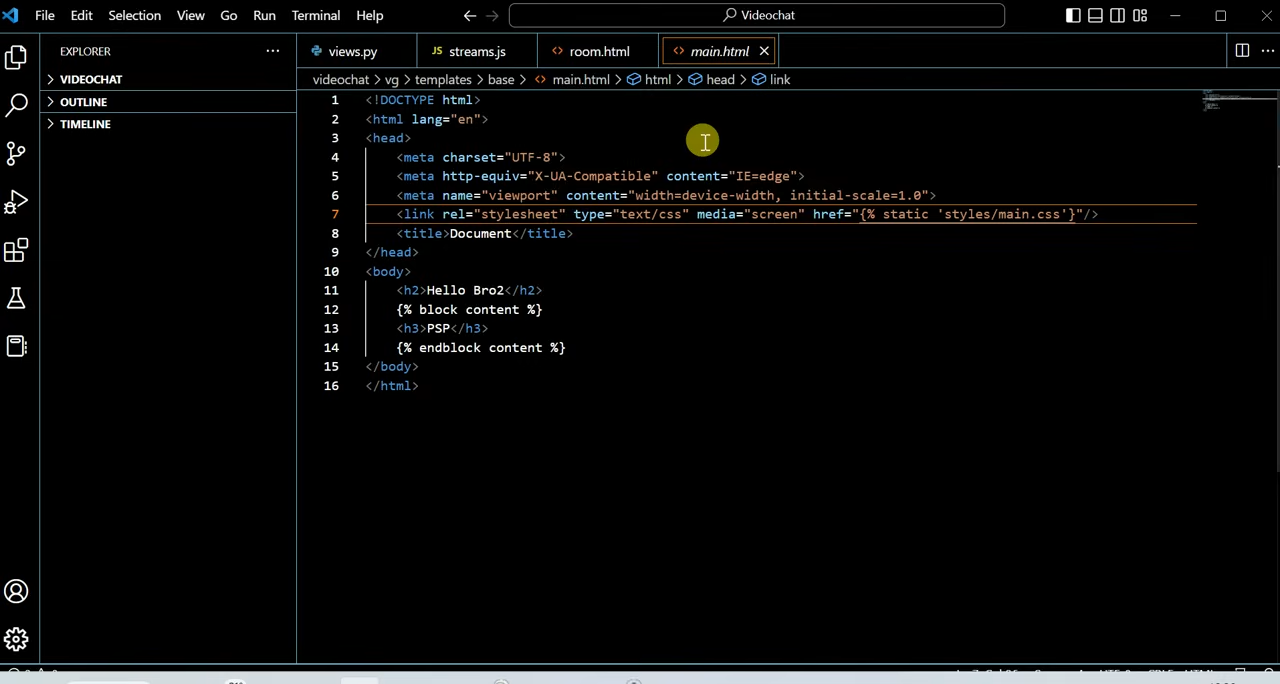 File Edit Selection View Go Run Terminal Help
Videochat
EXPLORER
VIDEOCHAT
OUTLINE
TIMELINE
views.py
JS streams.js
room.html
main.html
videochat > vg > templates > base > main.html > html > head > link
1 <!DOCTYPE html>
2 <html lang="en">
3 <head>
4 <meta charset="UTF-8">
5 <meta http-equiv="X-UA-Compatible" content="IE=edge">
6 <meta name="viewport" content="width=device-width, initial-scale=1.0">
7 <link rel="stylesheet" type="text/css" media="screen" href="{% static 'styles/main.css'}"/>
8 <title>Document</title>
9 </head>
10 <body>
11 <h2>Hello Bro2</h2>
12 {% block content %}
13 <h3>PSP</h3>
14 {% endblock content %}
15 </body>
16 </html>